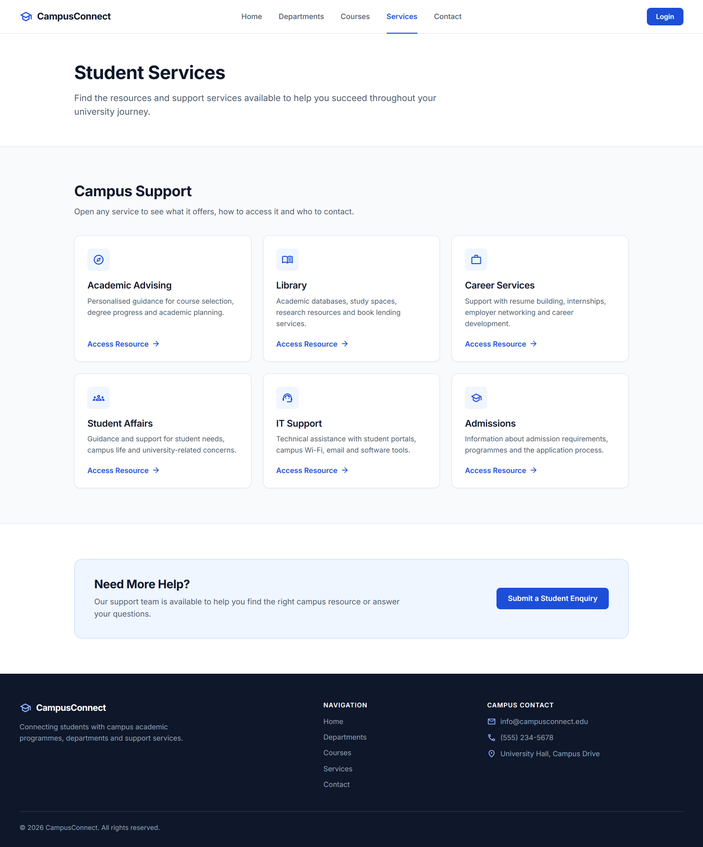 CampusConnect
Home
Departments
Courses
Services
Contact
Login
Student Services
Find the resources and support services available to help you succeed throughout your
university journey.
Campus Support
Open any service to see what it offers, how to access it and who to contact.
Academic Advising
Personalised guidance for course selection,
degree progress and academic planning.
Access Resource →
Library
Academic databases, study spaces,
research resources and book lending
services.
Access Resource →
Career Services
Support with resume building, internships,
employer networking and career
development.
Access Resource →
Student Affairs
Guidance and support for student needs,
campus life and university-related concerns.
Access Resource →
IT Support
Technical assistance with student portals,
campus Wi-Fi, email and software tools.
Access Resource →
Admissions
Information about admission requirements,
programmes and the application process.
Access Resource →
Need More Help?
Our support team is available to help you find the right campus resource or answer
your questions.
Submit a Student Enquiry
CampusConnect
Connecting students with campus academic
programmes, departments and support services.
NAVIGATION
Home
Departments
Courses
Services
Contact
CAMPUS CONTACT
info@campusconnect.edu
(555) 234-5678
University Hall, Campus Drive
© 2026 CampusConnect. All rights reserved.